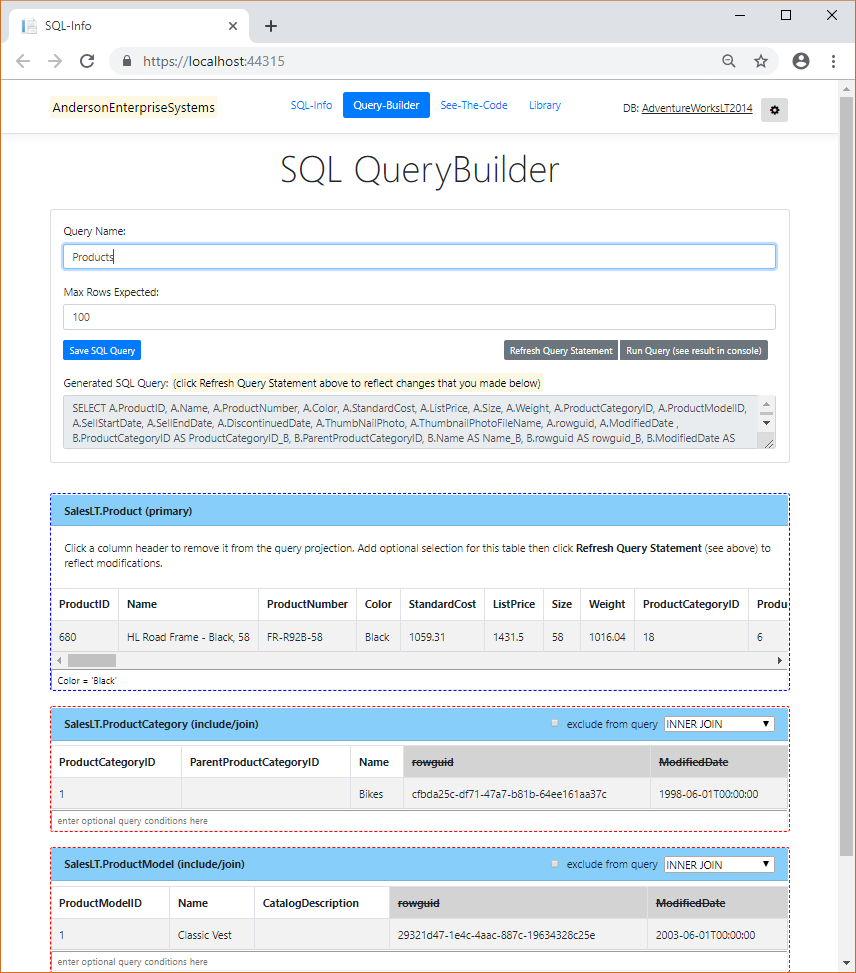 SQL-Info
https://localhost:44315
AndersonEnterpriseSystems
SQL-Info Query-Builder See-The-Code Library
DB: AdventureWorksLT2014
SQL QueryBuilder
Query Name:
Products
Max Rows Expected:
100
Save SQL Query Refresh Query Statement Run Query (see result in console)
Generated SQL Query: (click Refresh Query Statement above to reflect changes that you made below)
SELECT A.ProductID, A.Name, A.ProductNumber, A.Color, A.StandardCost, A.ListPrice, A.Size, A.Weight, A.ProductCategoryID, A.ProductModelID,
A.SellStartDate, A.SellEndDate, A.DiscontinuedDate, A.ThumbNailPhoto, A.ThumbnailPhotoFileName, A.rowguid, A.ModifiedDate ,
B.ProductCategoryID AS ProductCategoryID_B, B.ParentProductCategoryID, B.Name AS Name_B, B.rowguid AS rowguid_B, B.ModifiedDate AS
SalesLT.Product (primary)
Click a column header to remove it from the query projection. Add optional selection for this table then click Refresh Query Statement (see above) to
reflect modifications.
ProductID Name ProductNumber Color StandardCost ListPrice Size Weight ProductCategoryID Produ
680 HL Road Frame - Black, 58 FR-R92B-58 Black 1059.31 1431.5 58 1016.04 18 6
Color = 'Black'
SalesLT.ProductCategory (include/join) exclude from query INNER JOIN
ProductCategoryID ParentProductCategoryID Name rowguid ModifiedDate
1 Bikes cfbda25c-df71-47a7-b81b-64ee161aa37c 1998-06-01T00:00:00
enter optional query conditions here
SalesLT.ProductModel (include/join) exclude from query INNER JOIN
ProductModelID Name CatalogDescription rowguid ModifiedDate
1 Classic Vest 29321d47-1e4c-4aac-887c-19634328c25e 2003-06-01T00:00:00
enter optional query conditions here